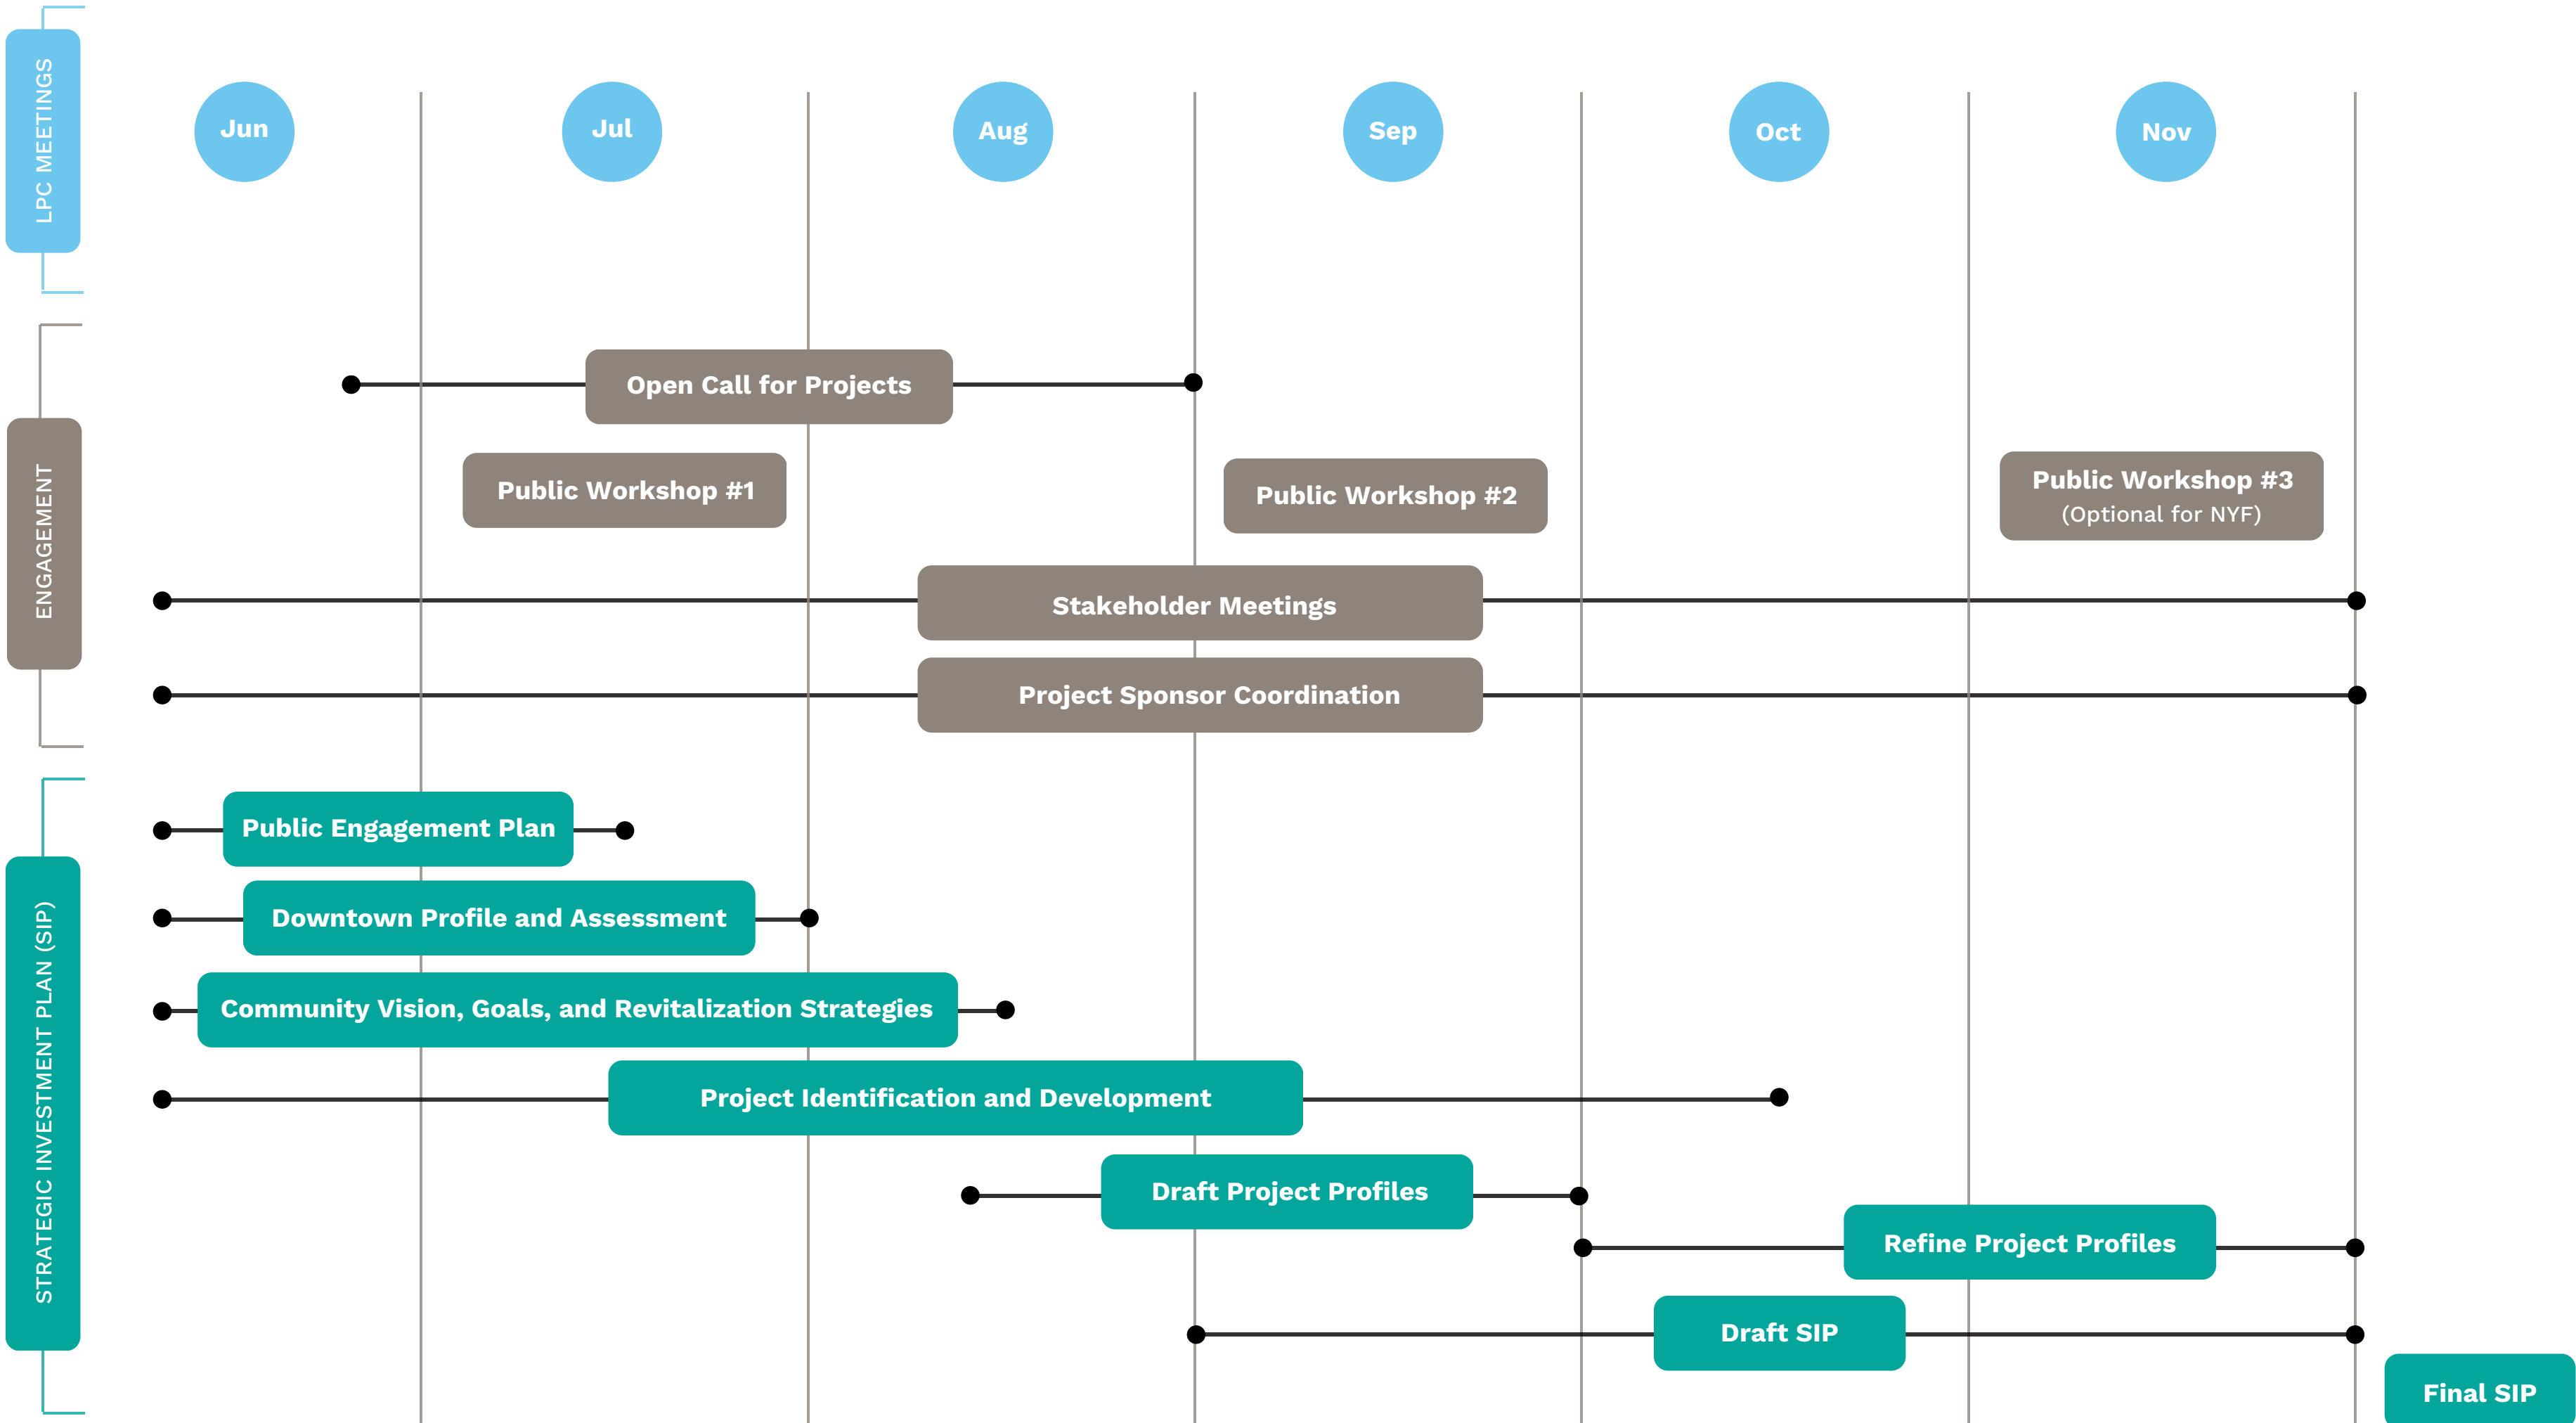 LPC MEETINGS
Jun
Jul
Aug
Sep
Oct
Nov
ENGAGEMENT
Open Call for Projects
Public Workshop #1
Public Workshop #2
Public Workshop #3
(Optional for NYF)
Stakeholder Meetings
Project Sponsor Coordination
STRATEGIC INVESTMENT PLAN (SIP)
Public Engagement Plan
Downtown Profile and Assessment
Community Vision, Goals, and Revitalization Strategies
Project Identification and Development
Draft Project Profiles
Refine Project Profiles
Draft SIP
Final SIP